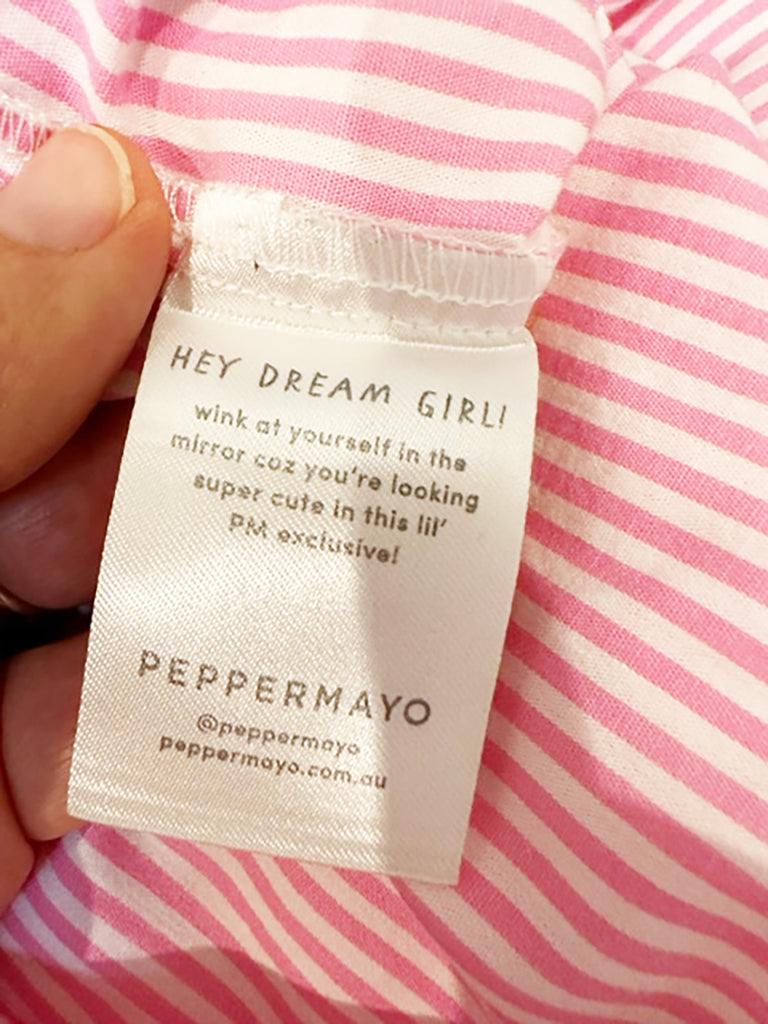 HEY DREAM GIRL!
wink at yourself in the
mirror coz you're looking
super cute in this lil'
PM exclusive!
PEPPERMAYO
@peppermayo
peppermayo.com.au